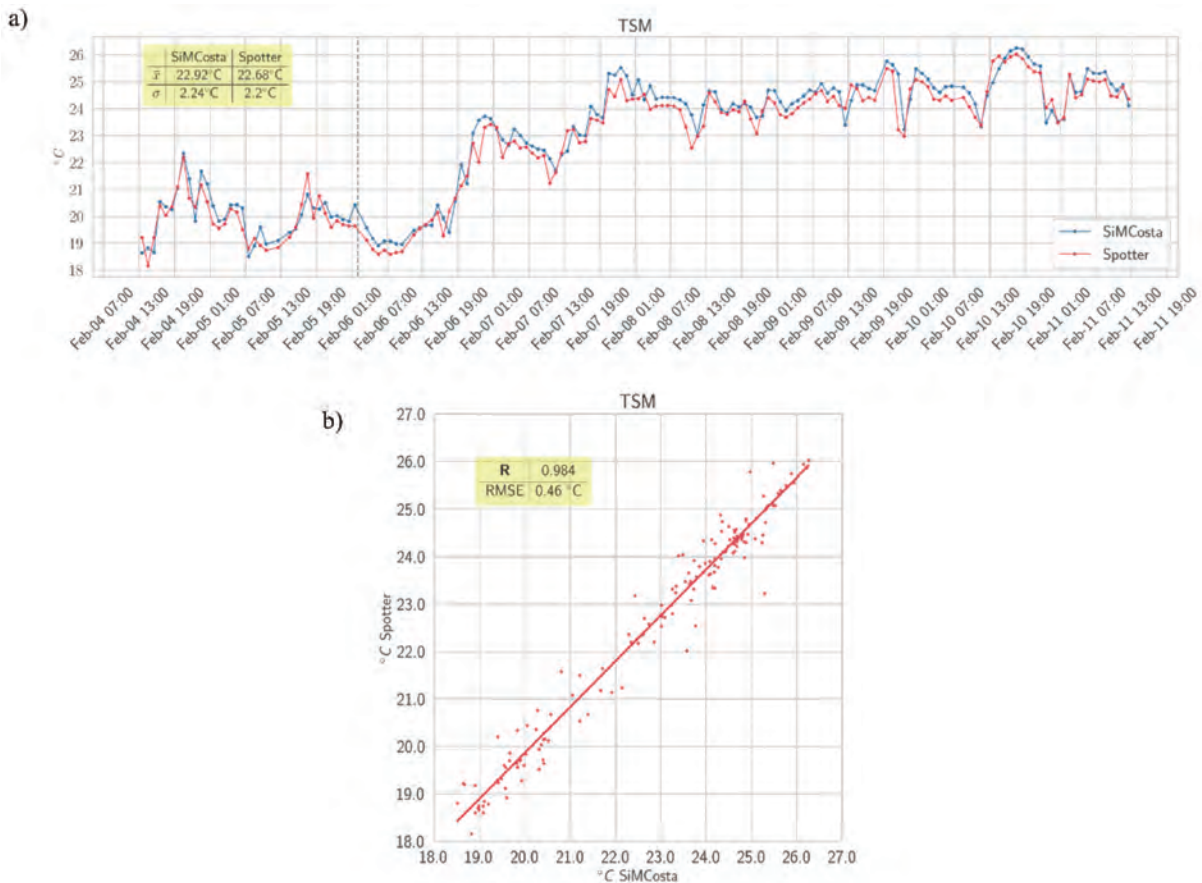 a)
TSM
SiMCosta Spotter
x̄ 22.92°C 22.68°C
σ 2.24°C 2.2°C
°C
26
25
24
23
22
21
20
19
18
SiMCosta
Spotter
Feb-04 07:00
Feb-04 13:00
Feb-04 19:00
Feb-05 01:00
Feb-05 07:00
Feb-05 13:00
Feb-05 19:00
Feb-06 01:00
Feb-06 07:00
Feb-06 13:00
Feb-06 19:00
Feb-07 01:00
Feb-07 07:00
Feb-07 13:00
Feb-07 19:00
Feb-08 01:00
Feb-08 07:00
Feb-08 13:00
Feb-08 19:00
Feb-09 01:00
Feb-09 07:00
Feb-09 13:00
Feb-09 19:00
Feb-10 01:00
Feb-10 07:00
Feb-10 13:00
Feb-10 19:00
Feb-11 01:00
Feb-11 07:00
Feb-11 13:00
Feb-11 19:00
b)
TSM
R 0.984
RMSE 0.46 °C
°C Spotter
27.0
26.0
25.0
24.0
23.0
22.0
21.0
20.0
19.0
18.0
18.0 19.0 20.0 21.0 22.0 23.0 24.0 25.0 26.0 27.0
°C SiMCosta